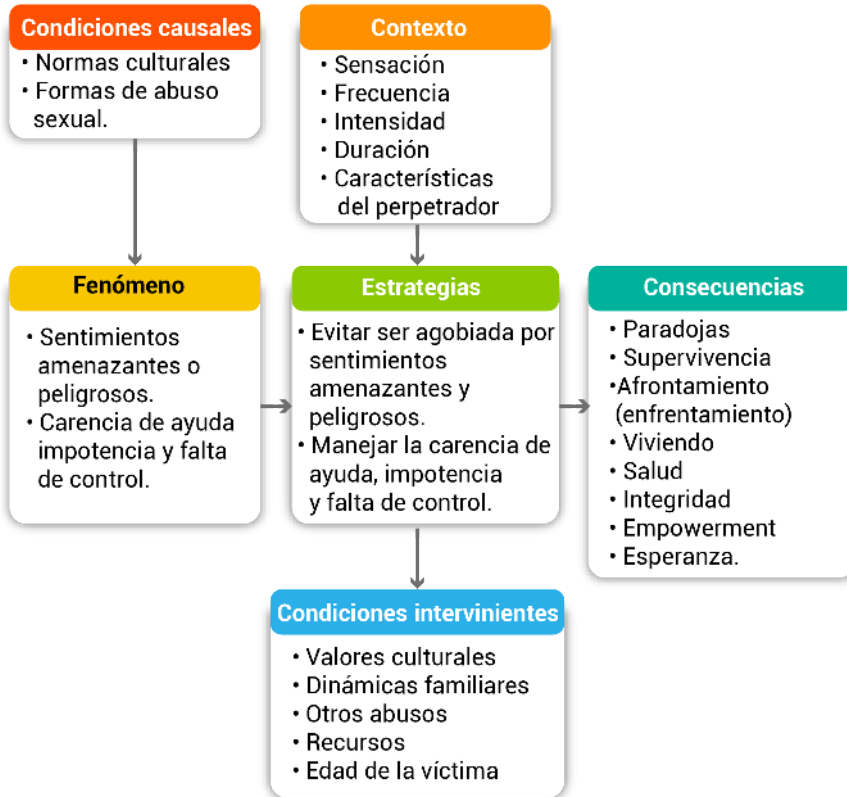 Condiciones causales
• Normas culturales
• Formas de abuso
sexual.
Contexto
• Sensación
• Frecuencia
• Intensidad
• Duración
• Características
del perpetrador
Fenómeno
• Sentimientos
amenazantes o
peligrosos.
• Carencia de ayuda
impotencia y falta
de control.
Estrategias
• Evitar ser agobiada por
sentimientos
amenazantes y
peligrosos.
• Manejar la carencia de
ayuda, impotencia
y falta de control.
Consecuencias
• Paradojas
• Supervivencia
•Afrontamiento
(enfrentamiento)
• Viviendo
• Salud
• Integridad
• Empowerment
• Esperanza.
Condiciones intervinientes
• Valores culturales
• Dinámicas familiares
• Otros abusos
• Recursos
• Edad de la víctima